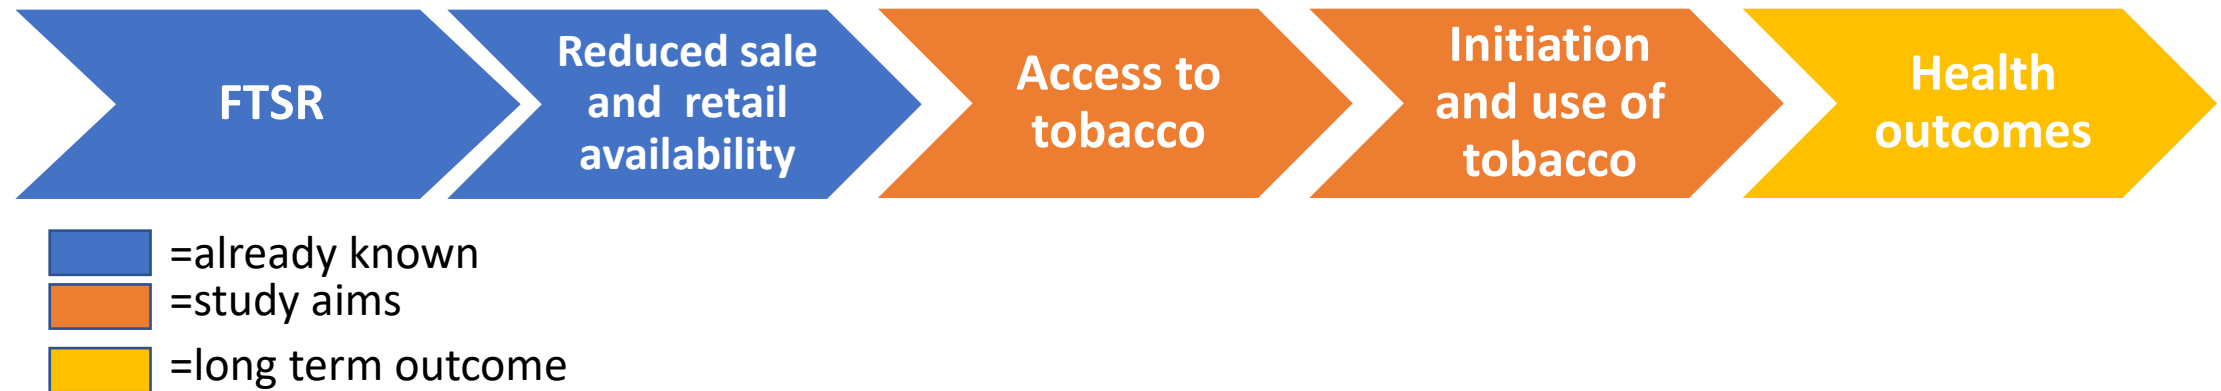 FTSR
Reduced sale
and retail
availability
Access to
tobacco
Initiation
and use of
tobacco
Health
outcomes
=already known
=study aims
=long term outcome